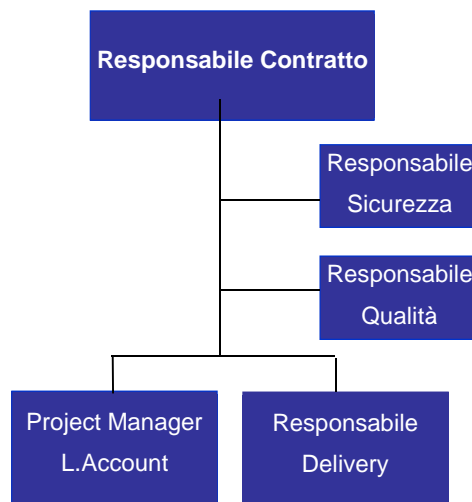 Responsabile Contratto
Responsabile
Sicurezza
Responsabile
Qualità
Project Manager
L.Account
Responsabile
Delivery